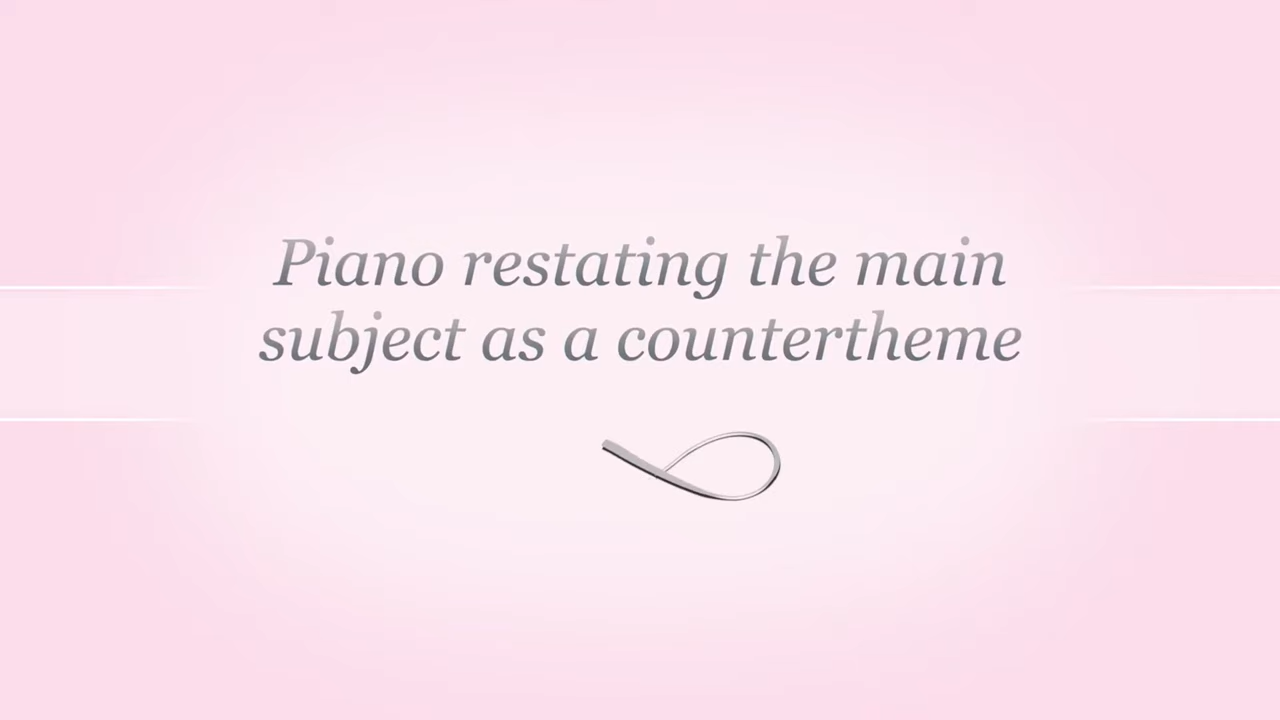 Piano restating the main
subject as a countertheme